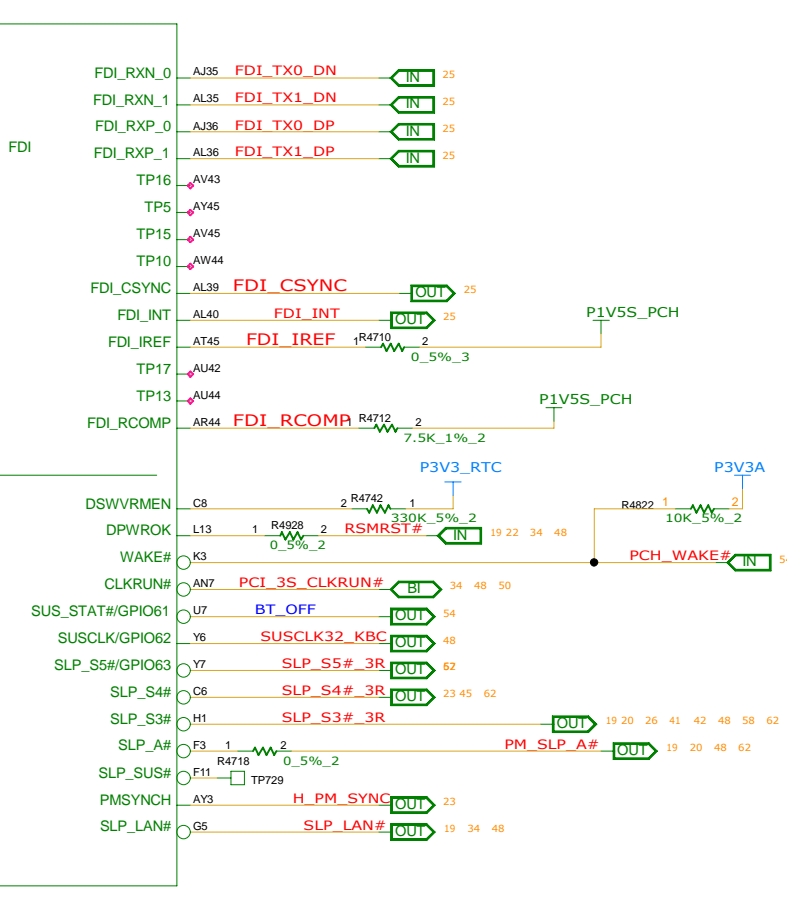 FDI
FDI_RXN_0 AJ35 FDI_TX0_DN IN 25
FDI_RXN_1 AL35 FDI_TX1_DN IN 25
FDI_RXP_0 AJ36 FDI_TX0_DP IN 25
FDI_RXP_1 AL36 FDI_TX1_DP IN 25
TP16 AV43
TP5 AY45
TP15 AV45
TP10 AW44
FDI_CSYNC AL39 FDI_CSYNC OUT 25
FDI_INT AL40 FDI_INT OUT 25
P1V5S_PCH
FDI_IREF AT45 FDI_IREF 1 R4710 2
0_5%_3
TP17 AU42
TP13 AU44
P1V5S_PCH
FDI_RCOMP AR44 FDI_RCOMP 1 R4712 2
7.5K_1%_2
P3V3_RTC P3V3A
DSWVRMEN C8 2 R4742 1 R4822 1 2
330K_5%_2 10K_5%_2
DPWROK L13 1 R4928 2 RSMRST# IN 19 22 34 48
0_5%_2
WAKE# K3 PCH_WAKE# IN
CLKRUN# AN7 PCI_3S_CLKRUN# BI 34 48 50
SUS_STAT#/GPIO61 U7 BT_OFF OUT 54
SUSCLK/GPIO62 Y6 SUSCLK32_KBC OUT 48
SLP_S5#/GPIO63 Y7 SLP_S5#_3R OUT 62
SLP_S4# C6 SLP_S4#_3R OUT 23 45 62
SLP_S3# H1 SLP_S3#_3R OUT 19 20 26 41 42 48 58 62
SLP_A# F3 1 2 PM_SLP_A# OUT 19 20 48 62
R4718 0_5%_2
SLP_SUS# F11 TP729
PMSYNCH AY3 H_PM_SYNC OUT 23
SLP_LAN# G5 SLP_LAN# OUT 19 34 48